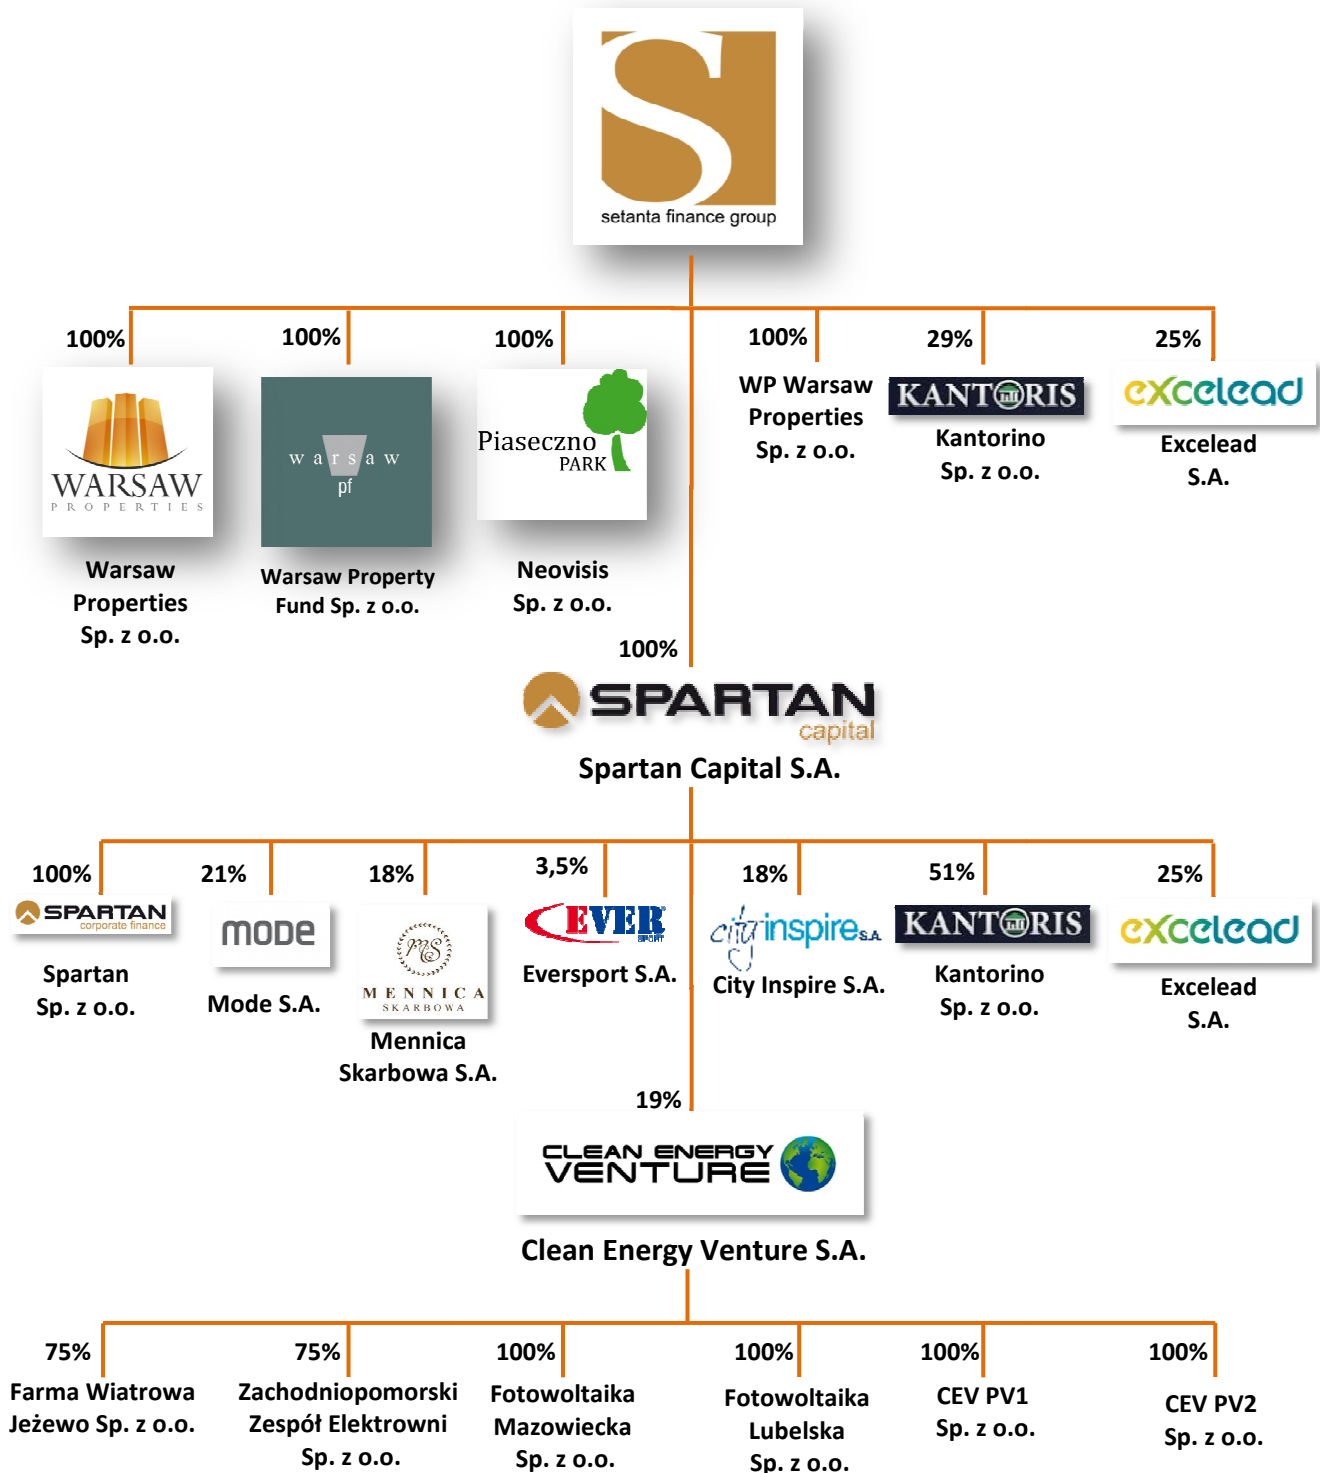 setanta finance group
100%
100%
100%
100%
29%
25%
WARSAW
PROPERTIES
Warsaw
Properties
Sp. z o.o.
warsaw
pf
Warsaw Property
Fund Sp. z o.o.
Piaseczno
PARK
Neovisis
Sp. z o.o.
WP Warsaw
Properties
Sp. z o.o.
KANTORIS
Kantorino
Sp. z o.o.
excelead
Excelead
S.A.
100%
SPARTAN
capital
Spartan Capital S.A.
100%
21%
18%
3,5%
18%
51%
25%
SPARTAN
corporate finance
Spartan
Sp. z o.o.
mode
Mode S.A.
MS
MENNICA
SKARBOWA
Mennica
Skarbowa S.A.
EVER
SPORT
Eversport S.A.
city inspire S.A.
City Inspire S.A.
KANTORIS
Kantorino
Sp. z o.o.
excelead
Excelead
S.A.
19%
CLEAN ENERGY
VENTURE
Clean Energy Venture S.A.
75%
75%
100%
100%
100%
100%
Farma Wiatrowa
Jeżewo Sp. z o.o.
Zachodniopomorski
Zespół Elektrowni
Sp. z o.o.
Fotowoltaika
Mazowiecka
Sp. z o.o.
Fotowoltaika
Lubelska
Sp. z o.o.
CEV PV1
Sp. z o.o.
CEV PV2
Sp. z o.o.